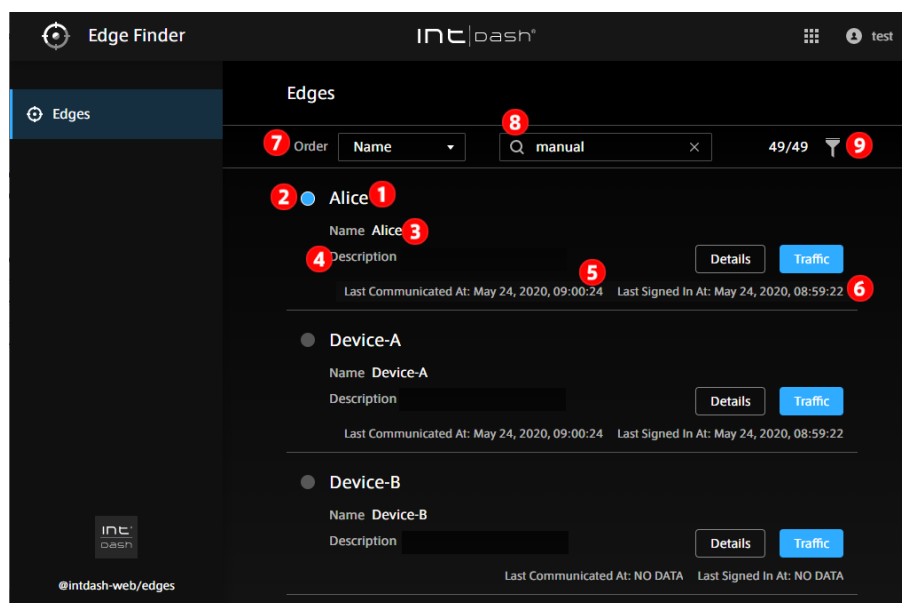 Edge Finder
INT|DASH®
test
Edges
Edges
7 Order Name
8
manual
49/49 9
2 Alice 1
Name Alice 3
4 Description
Details Traffic
5
Last Communicated At: May 24, 2020, 09:00:24 Last Signed In At: May 24, 2020, 08:59:22 6
Device-A
Name Device-A
Description
Details Traffic
Last Communicated At: May 24, 2020, 09:00:24 Last Signed In At: May 24, 2020, 08:59:22
Device-B
Name Device-B
Description
Details Traffic
Last Communicated At: NO DATA Last Signed In At: NO DATA
INT
DASH
@intdash-web/edges